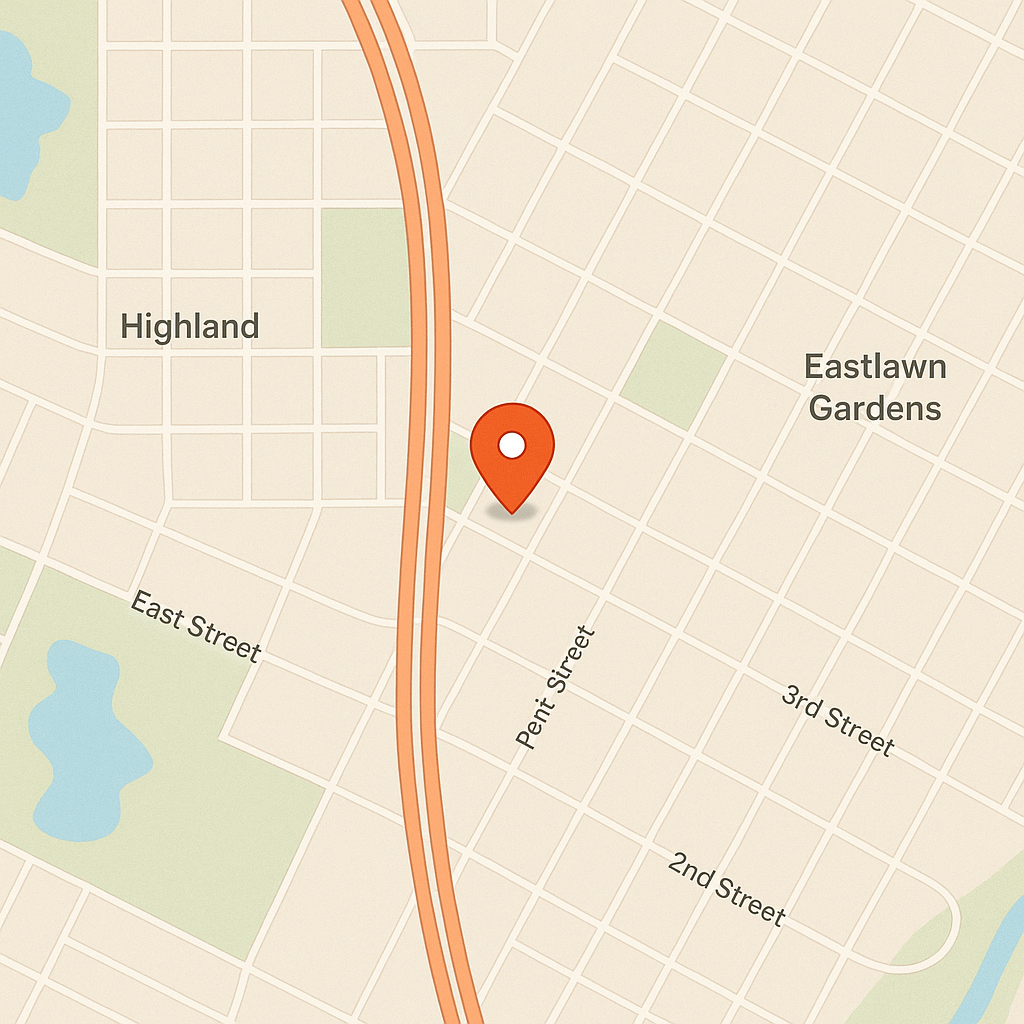 Highland
Eastlawn
Gardens
East Street
Pent Street
3rd Street
2nd Street